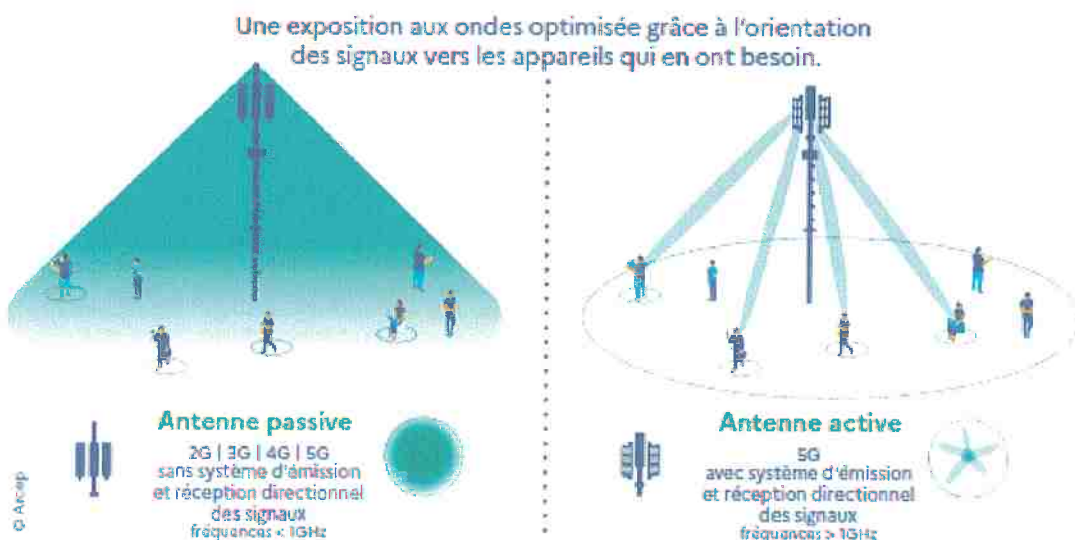 Une exposition aux ondes optimisée grâce à l'orientation
des signaux vers les appareils qui en ont besoin.
Antenne passive
2G | 3G | 4G | 5G
sans système d'émission
et réception directionnel
des signaux
fréquences < 1GHz
Antenne active
5G
avec système d'émission
et réception directionnel
des signaux
fréquences > 1GHz
© Arcep